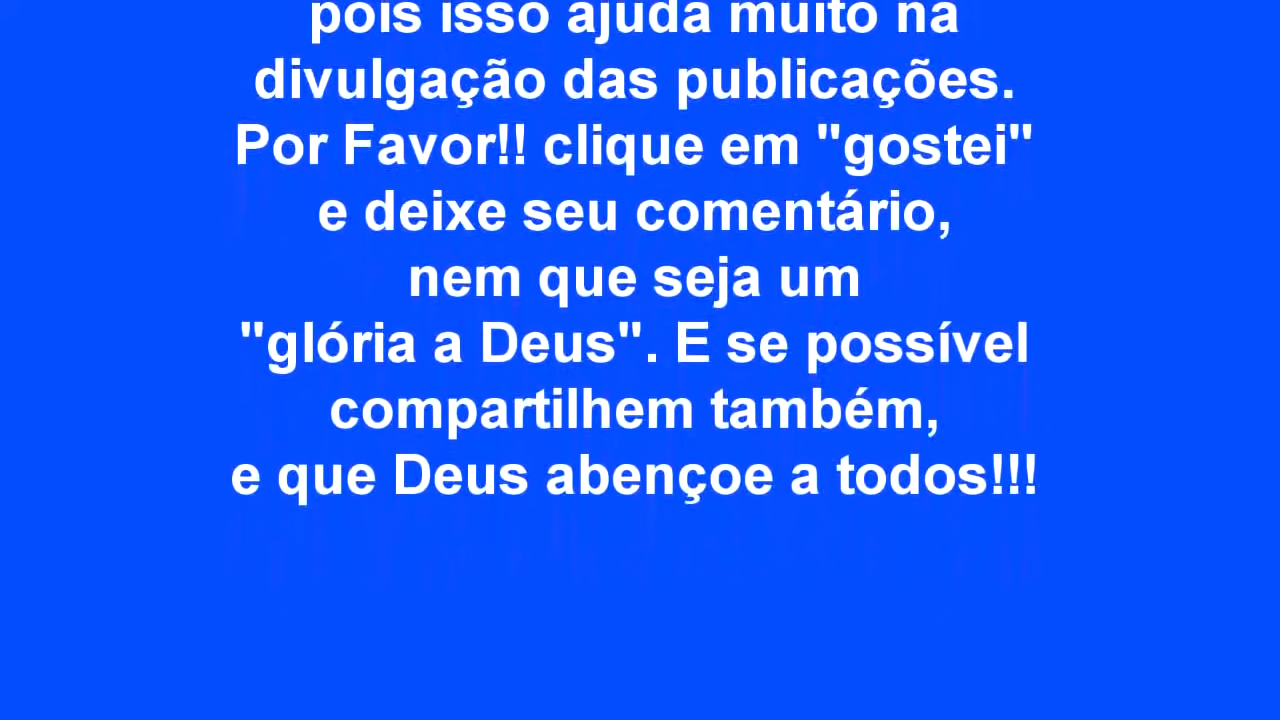 pois isso ajuda muito na
divulgação das publicações.
Por Favor!! clique em "gostei"
e deixe seu comentário,
nem que seja um
"glória a Deus". E se possível
compartilhem também,
e que Deus abençoe a todos!!!